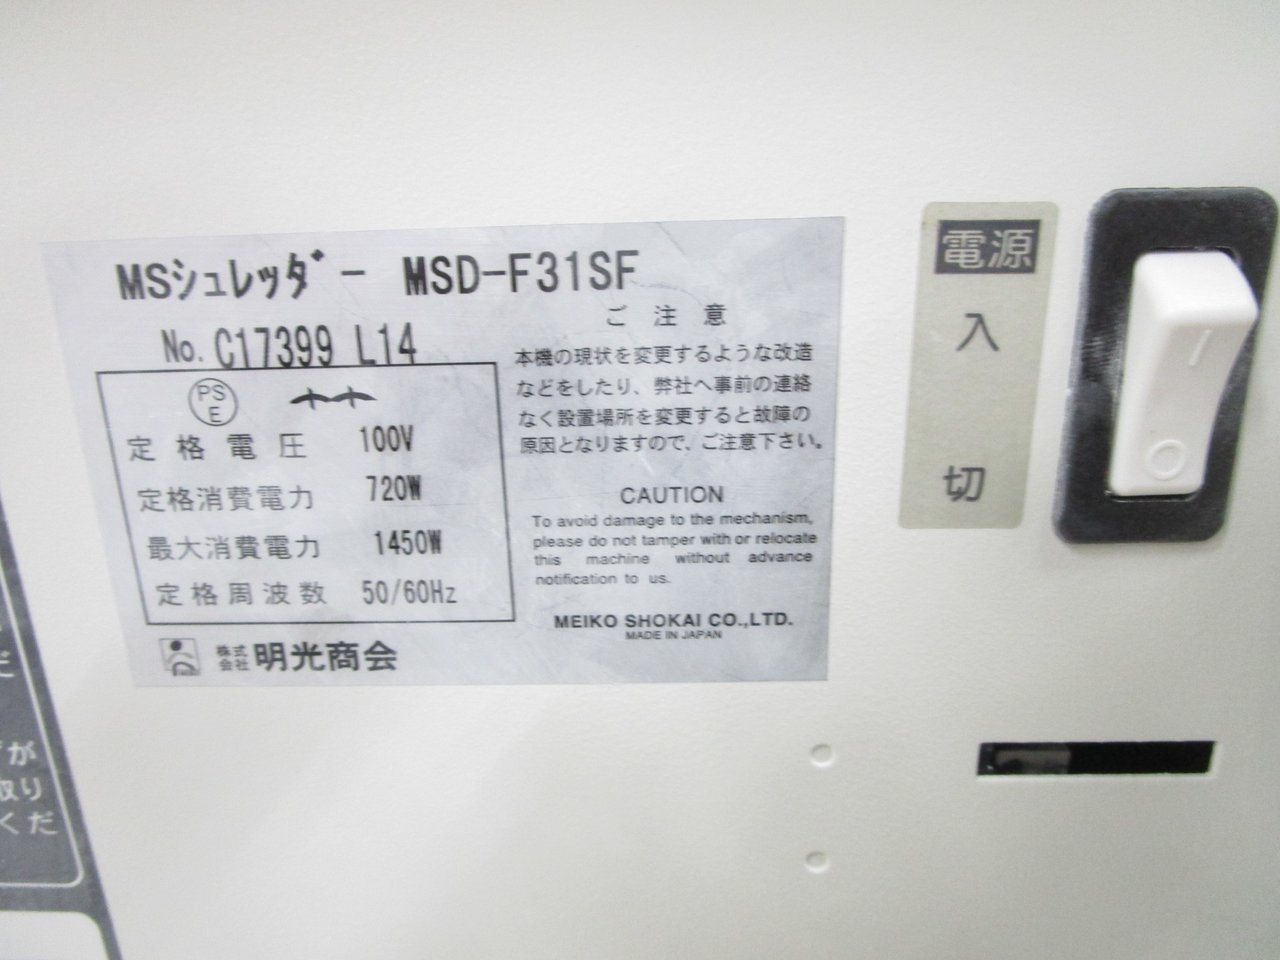 MSシュレッダー MSD-F31SF
No. C17399 L14
PS
E
定格電圧 100V
定格消費電力 720W
最大消費電力 1450W
定格周波数 50/60Hz
株式
会社 明光商会
ご注意
本機の現状を変更するような改造
などをしたり、弊社へ事前の連絡
なく設置場所を変更すると故障の
原因となりますので、ご注意下さい。
CAUTION
To avoid damage to the mechanism,
please do not tamper with or relocate
this machine without advance
notification to us.
MEIKO SHOKAI CO.,LTD.
MADE IN JAPAN
電源
入
切
だ
が
取り
くだ